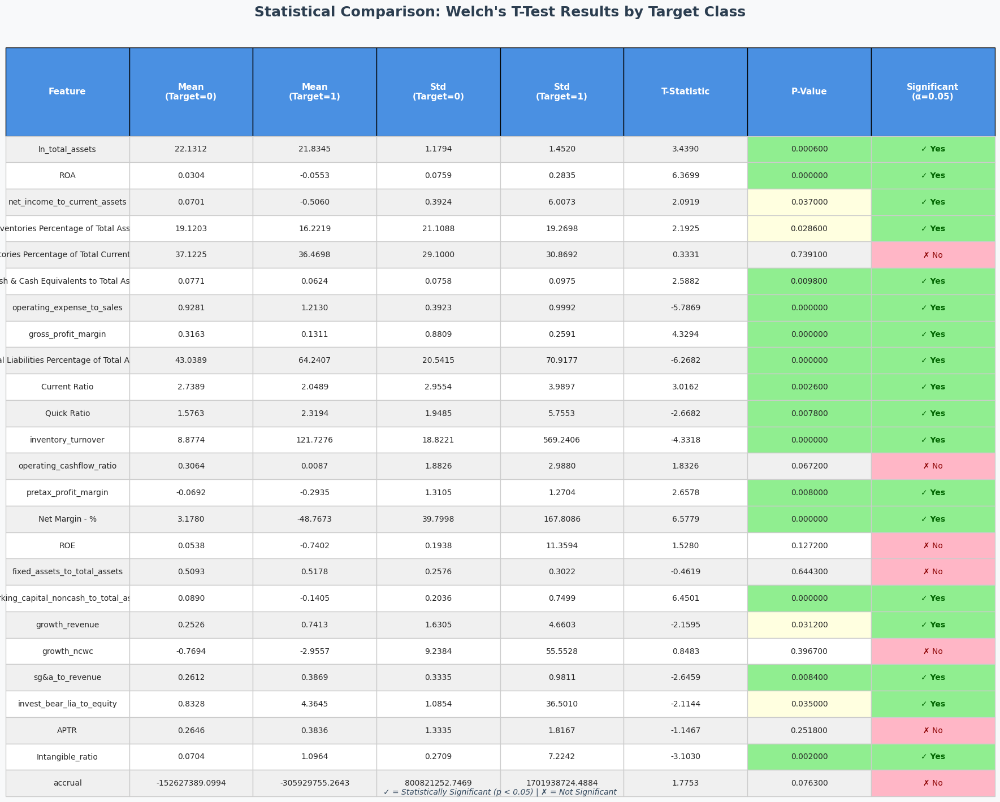 Statistical Comparison: Welch's T-Test Results by Target Class
Feature Mean (Target=0) Mean (Target=1) Std (Target=0) Std (Target=1) T-Statistic P-Value Significant (α=0.05)
ln_total_assets 22.1312 21.8345 1.1794 1.4520 3.4390 0.000600 ✓ Yes
ROA 0.0304 -0.0553 0.0759 0.2835 6.3699 0.000000 ✓ Yes
net_income_to_current_assets 0.0701 -0.5060 0.3924 6.0073 2.0919 0.037000 ✓ Yes
ventories Percentage of Total Ass 19.1203 16.2219 21.1088 19.2698 2.1925 0.028600 ✓ Yes
tories Percentage of Total Current 37.1225 36.4698 29.1000 30.8692 0.3331 0.739100 ✗ No
sh & Cash Equivalents to Total As 0.0771 0.0624 0.0758 0.0975 2.5882 0.009800 ✓ Yes
operating_expense_to_sales 0.9281 1.2130 0.3923 0.9992 -5.7869 0.000000 ✓ Yes
gross_profit_margin 0.3163 0.1311 0.8809 0.2591 4.3294 0.000000 ✓ Yes
al Liabilities Percentage of Total A 43.0389 64.2407 20.5415 70.9177 -6.2682 0.000000 ✓ Yes
Current Ratio 2.7389 2.0489 2.9554 3.9897 3.0162 0.002600 ✓ Yes
Quick Ratio 1.5763 2.3194 1.9485 5.7553 -2.6682 0.007800 ✓ Yes
inventory_turnover 8.8774 121.7276 18.8221 569.2406 -4.3318 0.000000 ✓ Yes
operating_cashflow_ratio 0.3064 0.0087 1.8826 2.9880 1.8326 0.067200 ✗ No
pretax_profit_margin -0.0692 -0.2935 1.3105 1.2704 2.6578 0.008000 ✓ Yes
Net Margin - % 3.1780 -48.7673 39.7998 167.8086 6.5779 0.000000 ✓ Yes
ROE 0.0538 -0.7402 0.1938 11.3594 1.5280 0.127200 ✗ No
fixed_assets_to_total_assets 0.5093 0.5178 0.2576 0.3022 -0.4619 0.644300 ✗ No
rking_capital_noncash_to_total_as 0.0890 -0.1405 0.2036 0.7499 6.4501 0.000000 ✓ Yes
growth_revenue 0.2526 0.7413 1.6305 4.6603 -2.1595 0.031200 ✓ Yes
growth_ncwc -0.7694 -2.9557 9.2384 55.5528 0.8483 0.396700 ✗ No
sg&a_to_revenue 0.2612 0.3869 0.3335 0.9811 -2.6459 0.008400 ✓ Yes
invest_bear_lia_to_equity 0.8328 4.3645 1.0854 36.5010 -2.1144 0.035000 ✓ Yes
APTR 0.2646 0.3836 1.3335 1.8167 -1.1467 0.251800 ✗ No
Intangible_ratio 0.0704 1.0964 0.2709 7.2242 -3.1030 0.002000 ✓ Yes
accrual -152627389.0994 -305929755.2643 800821252.7469 1701938724.4884 1.7753 0.076300 ✗ No
✓ = Statistically Significant (p < 0.05) | ✗ = Not Significant